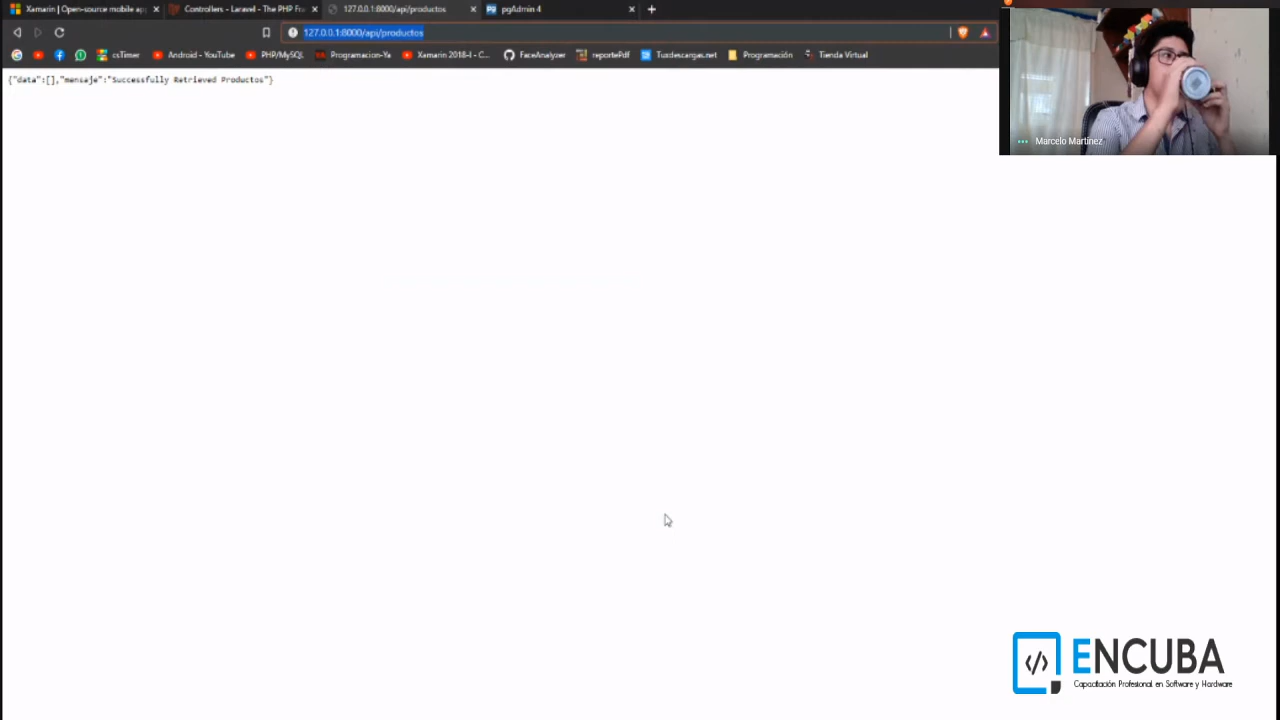 Xamarin | Open-source mobile ap
Controllers - Laravel - The PHP Fra
127.0.0.1:8000/api/productos
pgAdmin 4
127.0.0.1:8000/api/productos
csTimer
Android - YouTube
PHP/MySQL
Programacion-Ya
Xamarin 2018-I - C...
FaceAnalyzer
reportePdf
Tusdescargas.net
Programación
Tienda Virtual
{"data":[],"mensaje":"Successfully Retrieved Productos"}
Marcelo Martínez
</> ENCUBA
Capacitación Profesional en Software y Hardware